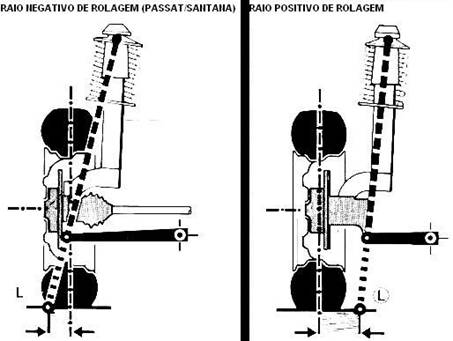 RAIO NEGATIVO DE ROLAGEM (PASSAT/SANTANA)
RAIO POSITIVO DE ROLAGEM
L
L